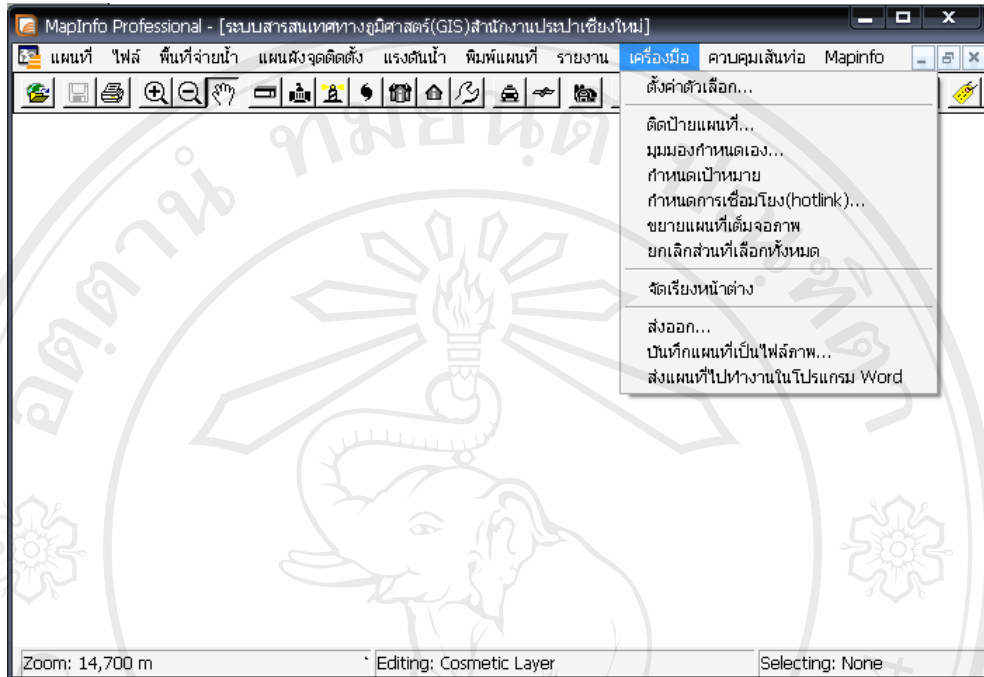 MapInfo Professional - [ระบบสารสนเทศทางภูมิศาสตร์(GIS)สำนักงานประปาเชียงใหม่]
แผนที่ ไฟล์ พื้นที่จ่ายน้ำ แผนผังจุดติดตั้ง แรงดันน้ำ พิมพ์แผนที่ รายงาน เครื่องมือ ควบคุมเส้นท่อ Mapinfo
ตั้งค่าตัวเลือก...
ติดป้ายแผนที่...
มุมมองกำหนดเอง...
กำหนดเป้าหมาย
กำหนดการเชื่อมโยง(hotlink)...
ขยายแผนที่เต็มจอภาพ
ยกเลิกส่วนที่เลือกทั้งหมด
จัดเรียงหน้าต่าง
ส่งออก...
บันทึกแผนที่เป็นไฟล์ภาพ...
ส่งแผนที่ไปทำงานในโปรแกรม Word
Zoom: 14,700 m Editing: Cosmetic Layer Selecting: None